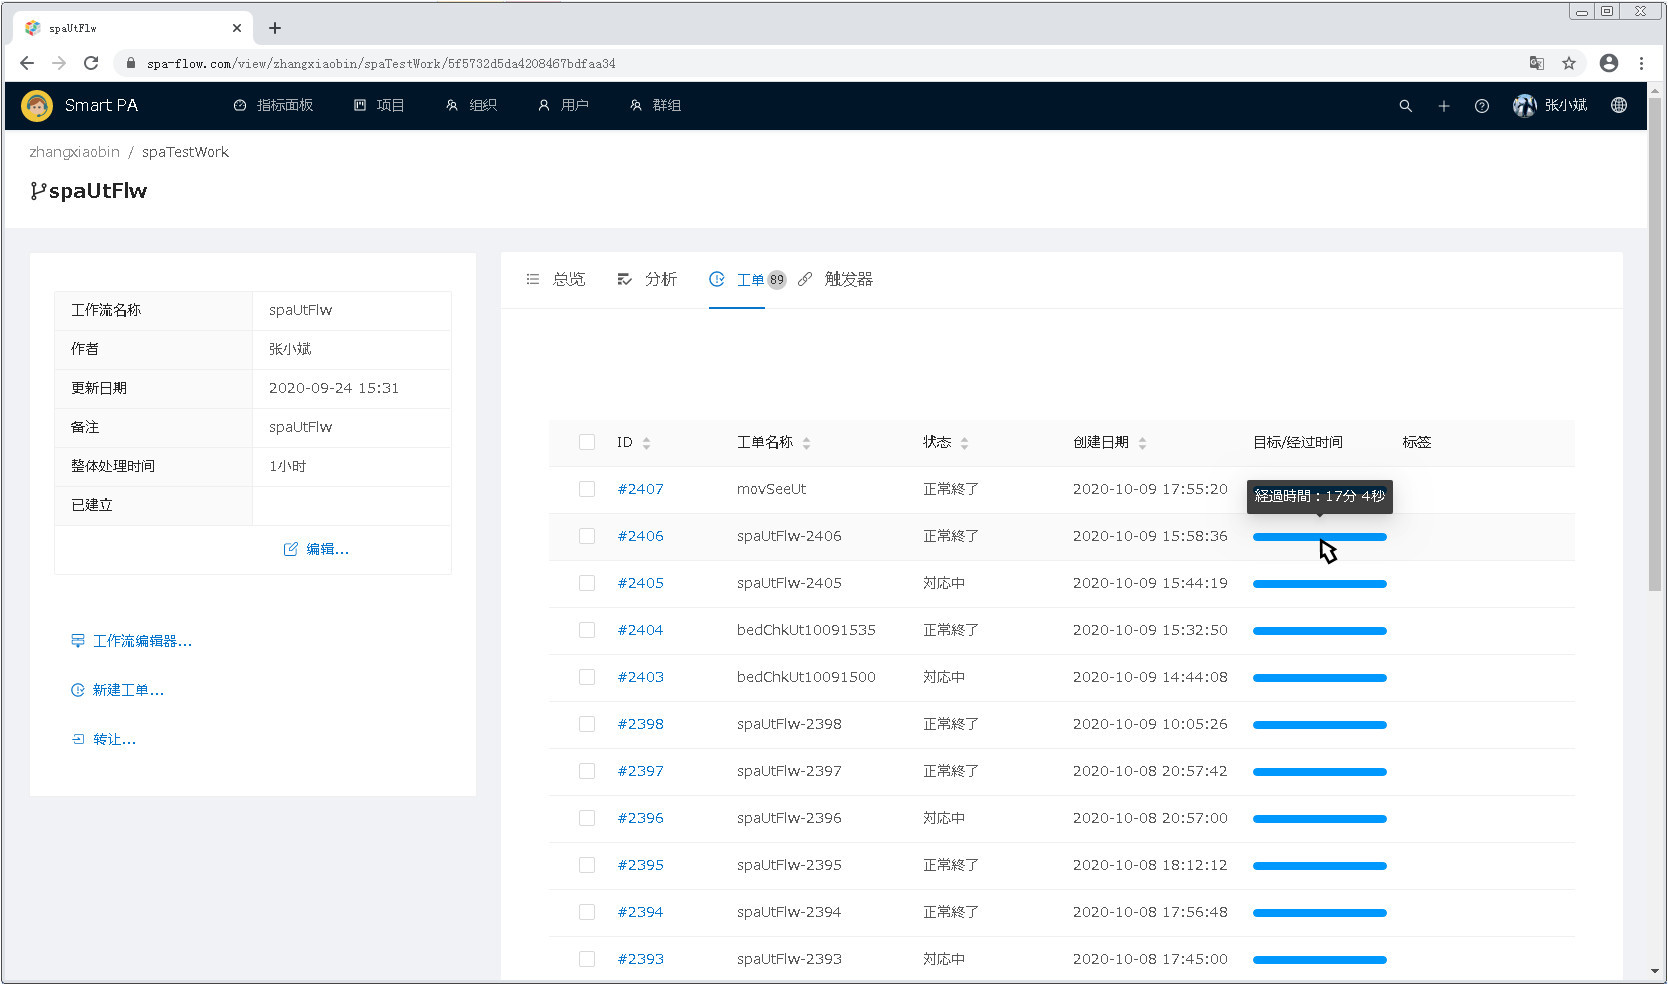 spaUtFlw
spa-flow.com/view/zhangxiaobin/spaTestWork/5f5732d5da4208467bdfaa34
Smart PA 指标面板 项目 组织 用户 群组 张小斌
zhangxiaobin / spaTestWork
spaUtFlw
工作流名称 spaUtFlw
作者 张小斌
更新日期 2020-09-24 15:31
备注 spaUtFlw
整体处理时间 1小时
已建立
编辑...
工作流编辑器...
新建工单...
转让...
总览 分析 工单 89 触发器
ID 工单名称 状态 创建日期 目标/经过时间 标签
#2407 movSeeUt 正常終了 2020-10-09 17:55:20
経過時間：17分 4秒
#2406 spaUtFlw-2406 正常終了 2020-10-09 15:58:36
#2405 spaUtFlw-2405 対応中 2020-10-09 15:44:19
#2404 bedChkUt10091535 正常終了 2020-10-09 15:32:50
#2403 bedChkUt10091500 対応中 2020-10-09 14:44:08
#2398 spaUtFlw-2398 正常終了 2020-10-09 10:05:26
#2397 spaUtFlw-2397 正常終了 2020-10-08 20:57:42
#2396 spaUtFlw-2396 対応中 2020-10-08 20:57:00
#2395 spaUtFlw-2395 正常終了 2020-10-08 18:12:12
#2394 spaUtFlw-2394 正常終了 2020-10-08 17:56:48
#2393 spaUtFlw-2393 対応中 2020-10-08 17:45:00